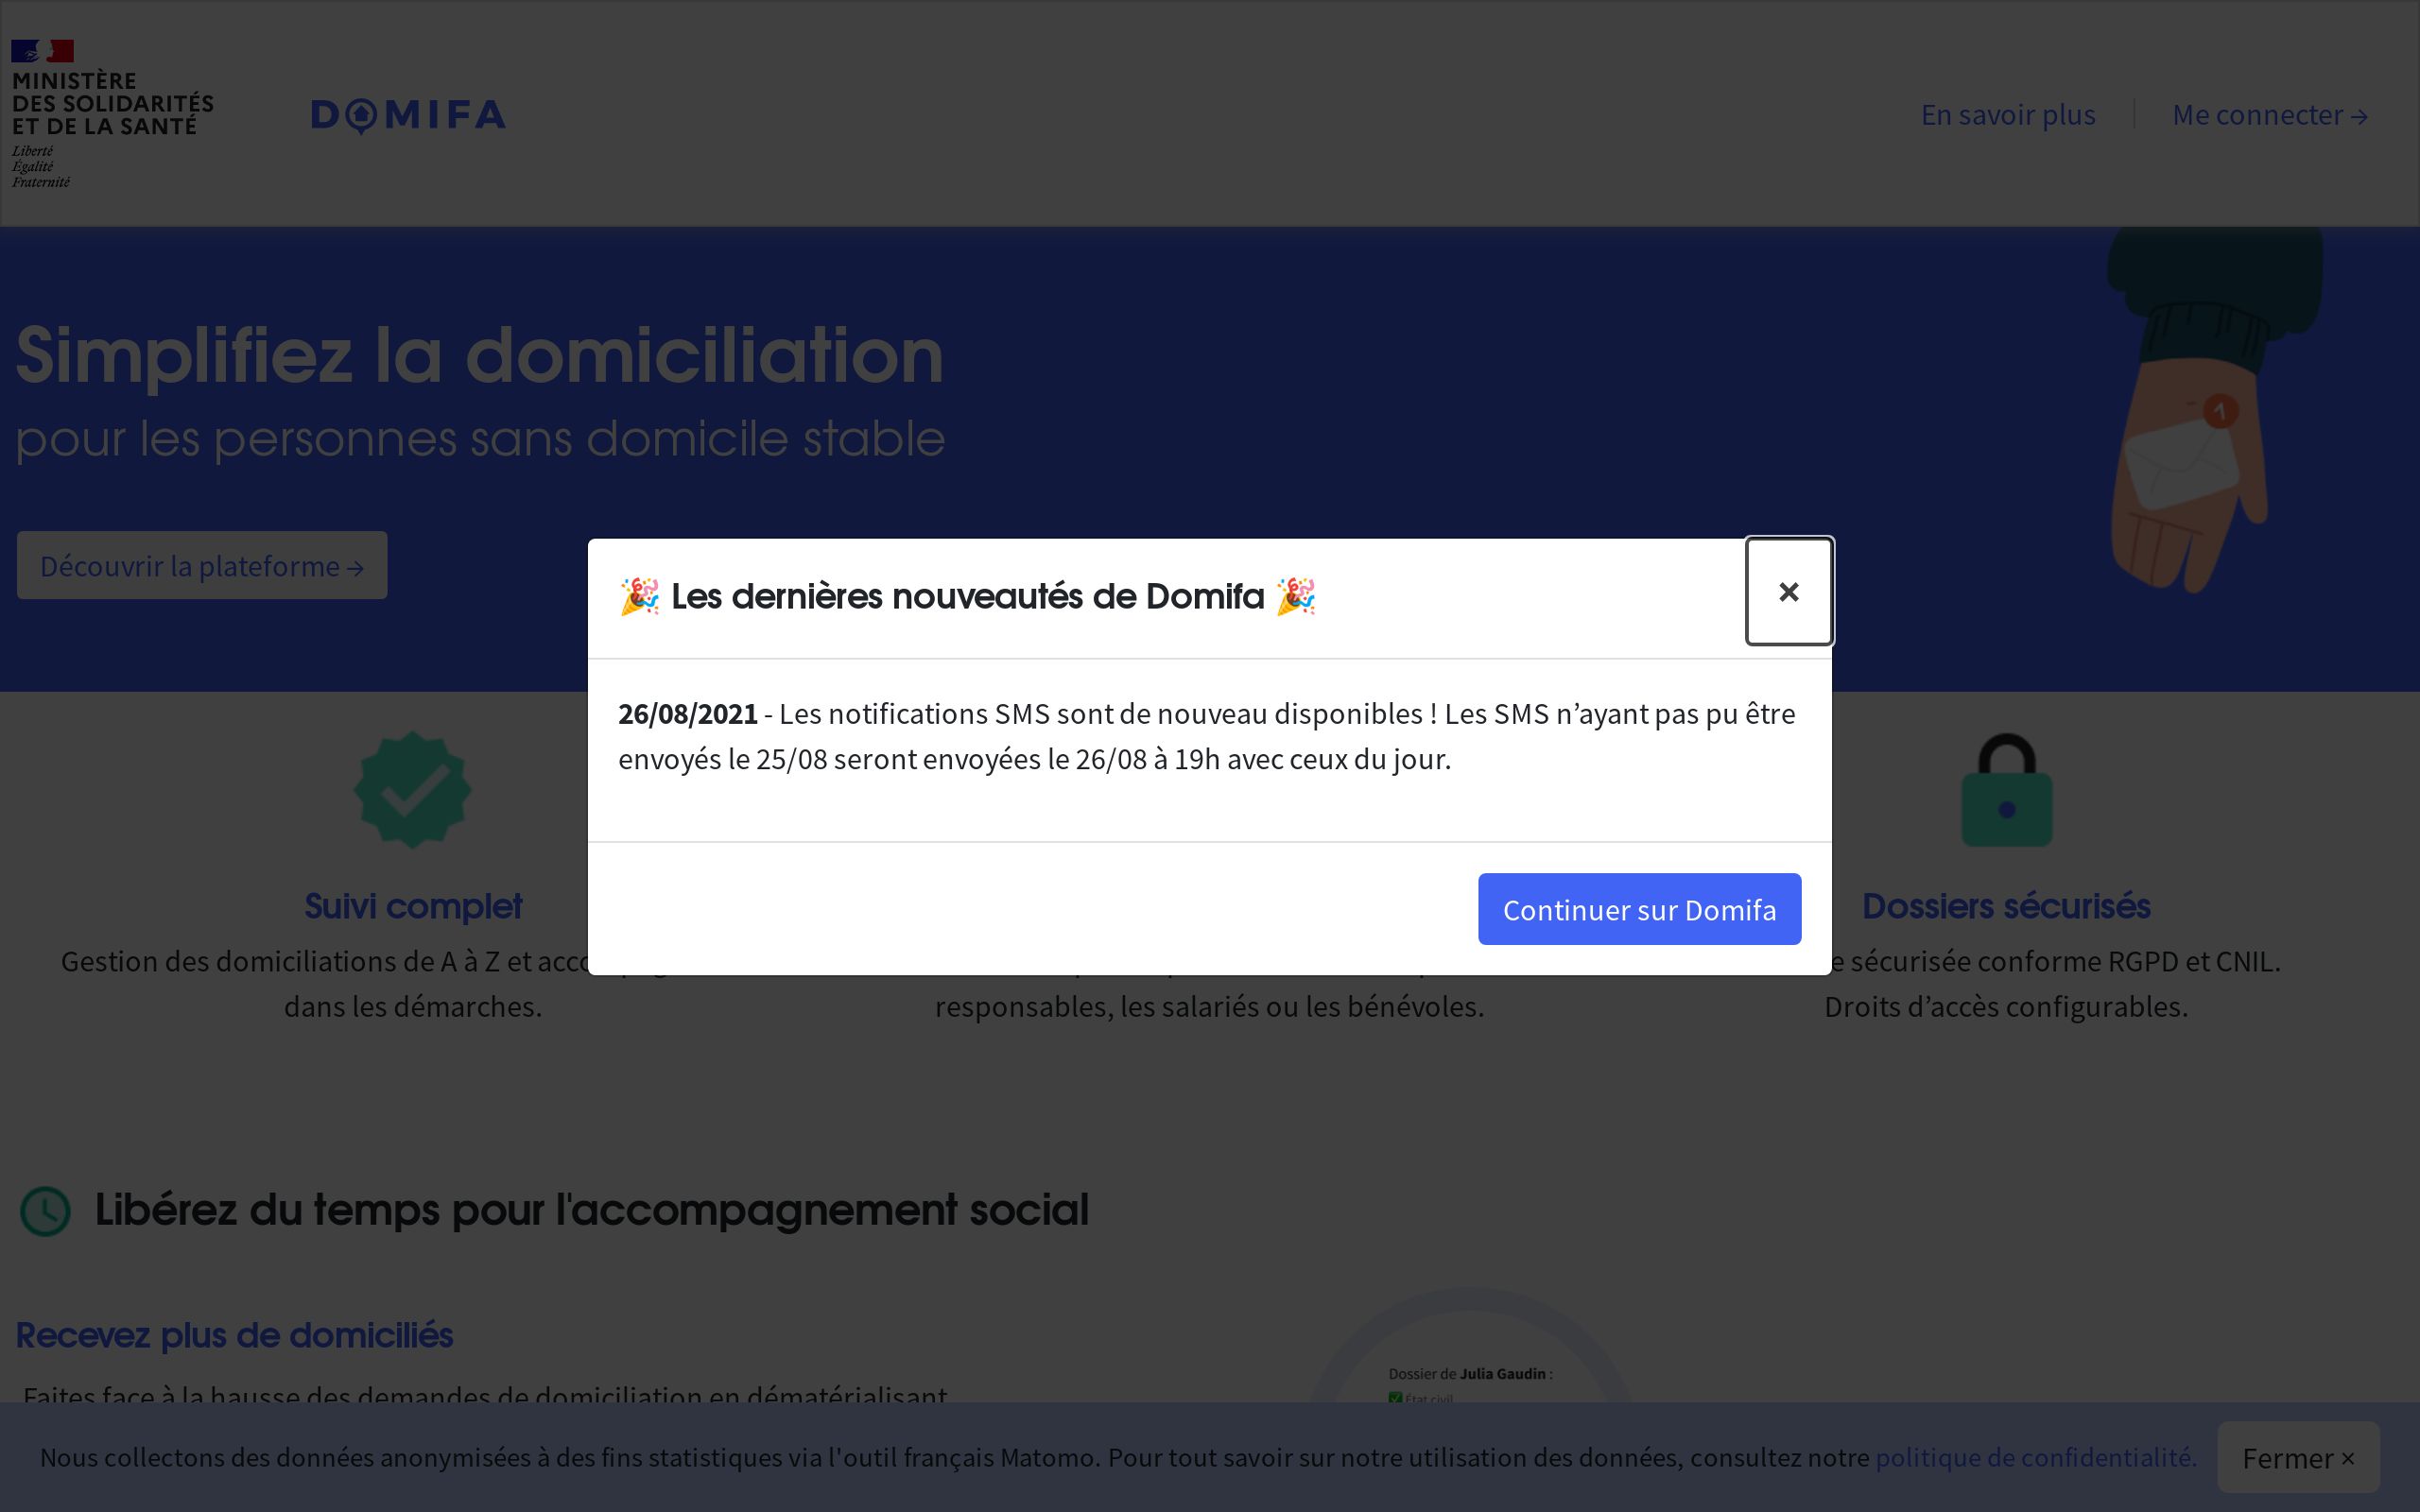 MINISTÈRE
DES SOLIDARITÉS
ET DE LA SANTÉ
Liberté
Égalité
Fraternité
DOMIFA
En savoir plus
Me connecter →
Simplifiez la domiciliation
pour les personnes sans domicile stable
1
Découvrir la plateforme →
🎉 Les dernières nouveautés de Domifa 🎉
×
26/08/2021 - Les notifications SMS sont de nouveau disponibles ! Les SMS n’ayant pas pu être
envoyés le 25/08 seront envoyées le 26/08 à 19h avec ceux du jour.
Continuer sur Domifa
Suivi complet
Gestion des domiciliations de A à Z et
dans les démarches.
responsables, les salariés ou les bénévoles.
Dossiers sécurisés
sécurisée conforme RGPD et CNIL.
Droits d’accès configurables.
Libérez du temps pour l'accompagnement social
Recevez plus de domiciliés
Faites face à la hausse des demandes de domiciliation en dématérialisant
Dossier de Julia Gaudin :
État civil
Nous collectons des données anonymisées à des fins statistiques via l'outil français Matomo. Pour tout savoir sur notre utilisation des données, consultez notre politique de confidentialité.
Fermer ×